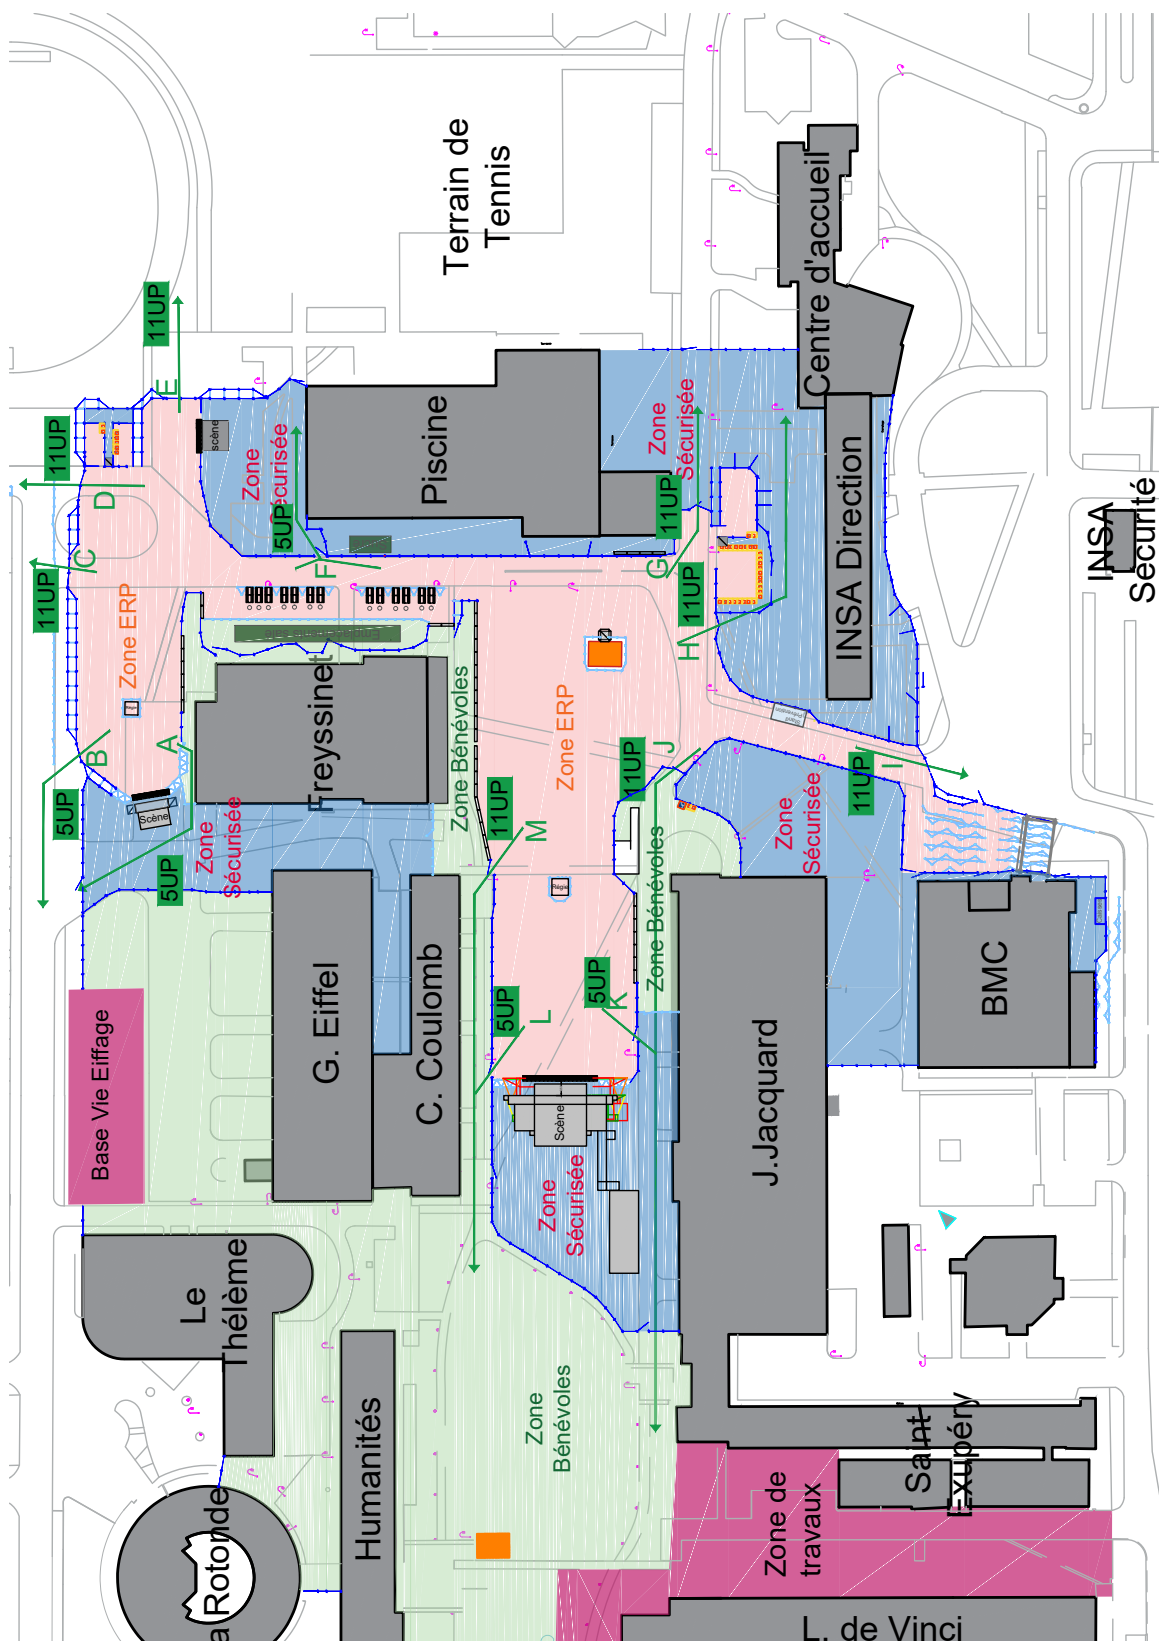 Terrain de
Tennis
Centre d'accueil
11UP
E
11UP
D
scène
Zone
Sécurisée
Piscine
Zone
Sécurisée
INSA
Sécurité
11UP
C
5UP
F
11UP
G
11UP
H
INSA Direction
Zone ERP
Régie
Freyssinet
Zone Bénévoles
Zone ERP
B
A
5UP
Scène
5UP
Zone
Sécurisée
11UP
M
11UP
J
11UP
I
Zone
Sécurisée
Régie
Zone Bénévoles
Base Vie Eiffage
G. Eiffel
C. Coulomb
5UP
L
5UP
K
Scène
Zone
Sécurisée
J.Jacquard
BMC
Le
Thélème
Humanités
Zone
Bénévoles
Saint
Exupéry
Zone de
travaux
a Rotonde
L. de Vinci